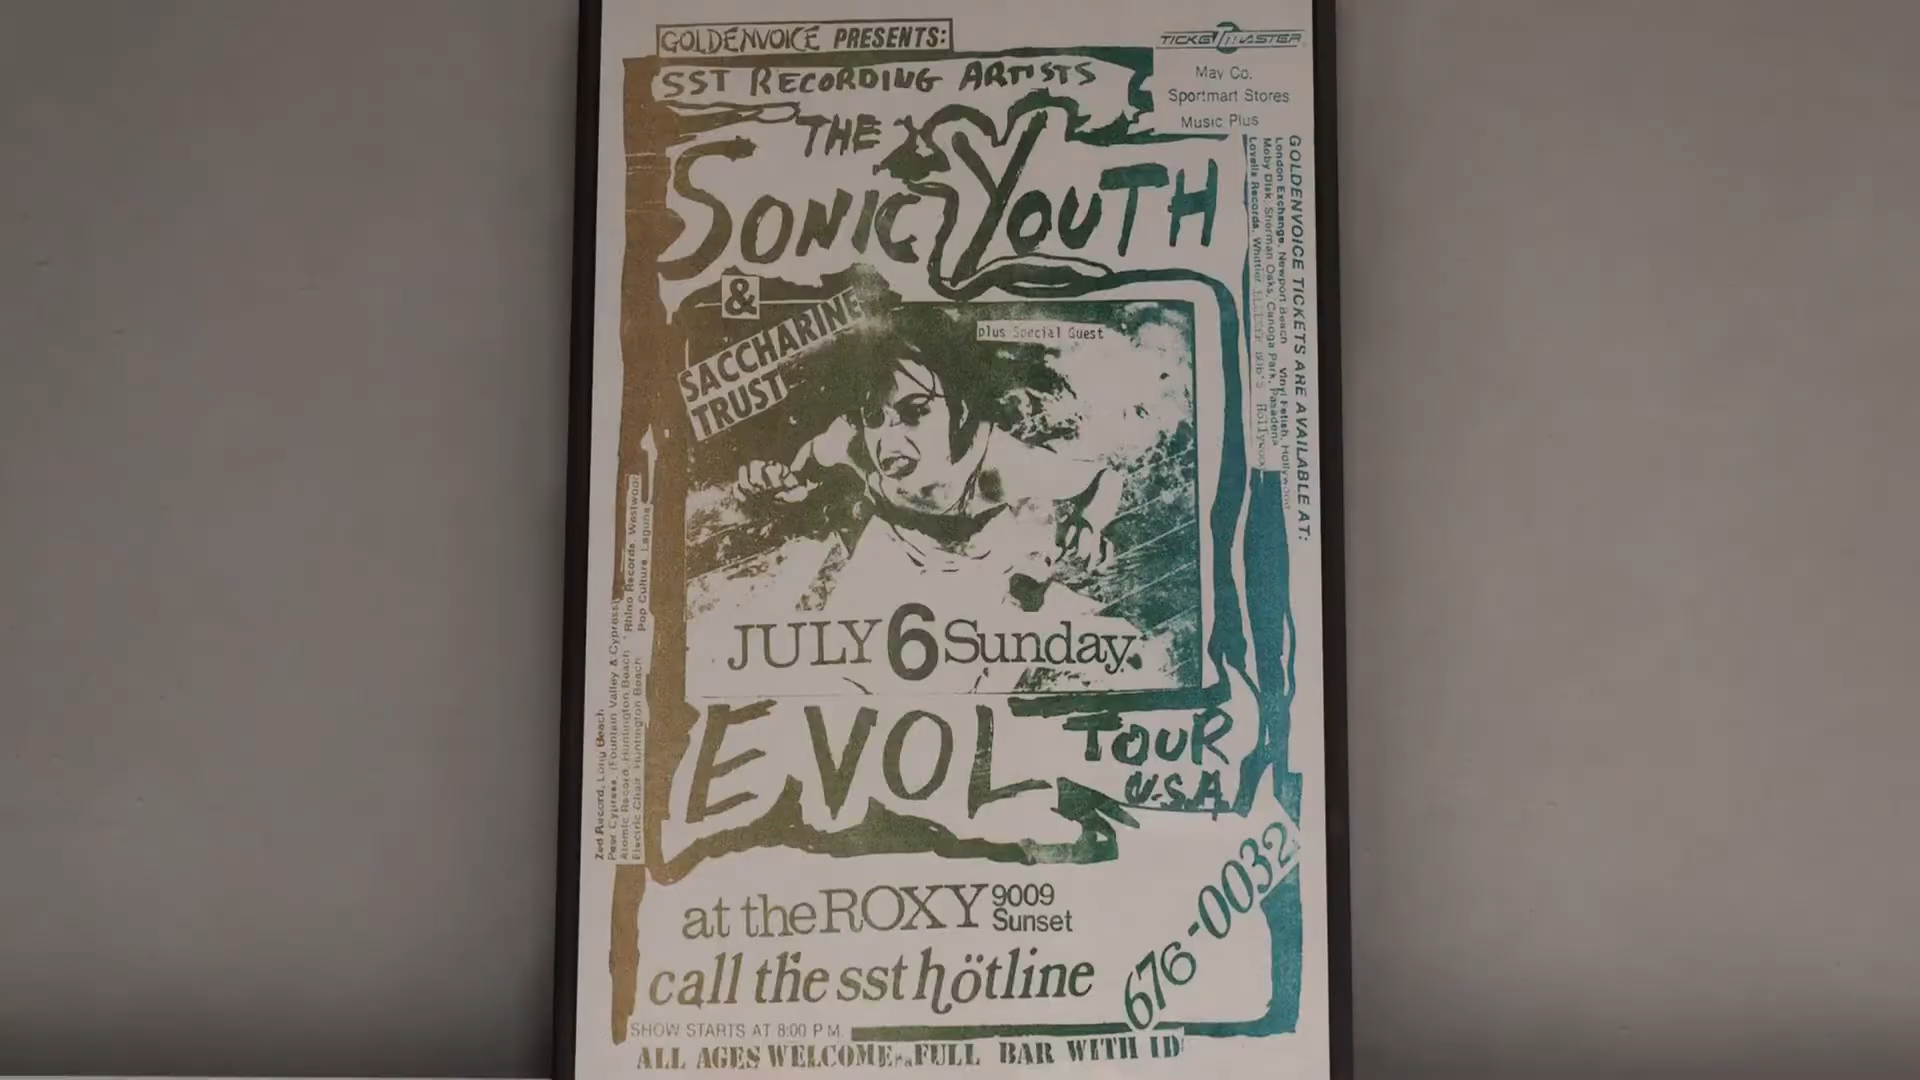 GOLDENVOICE PRESENTS:
TICKETMASTER
May Co.
Sportmart Stores
Music Plus
SST RECORDING ARTISTS
THE
SONIC YOUTH
&
SACCHARINE
TRUST
plus Special Guest
JULY 6 Sunday
EVOL
TOUR
U.S.A
at the ROXY
9009
Sunset
call the sst hötline
676-0032
SHOW STARTS AT 8:00 P.M.
ALL AGES WELCOME FULL BAR WITH ID
GOLDENVOICE TICKETS ARE AVAILABLE AT:
London Exchange, Newport Beach Vinyl Fetish, Hollywood
Moby Disk, Sherman Oaks, Canoga Park, Pasadena
Lovells Records, Whittier Hollywood
Zed Record, Long Beach
Peer Cypress, (Fountain Valley & Cypress)
Atomic Record, Huntington Beach Rhino Records, Westwood
Electric Chair Huntington Beach Pop Culture Laguna